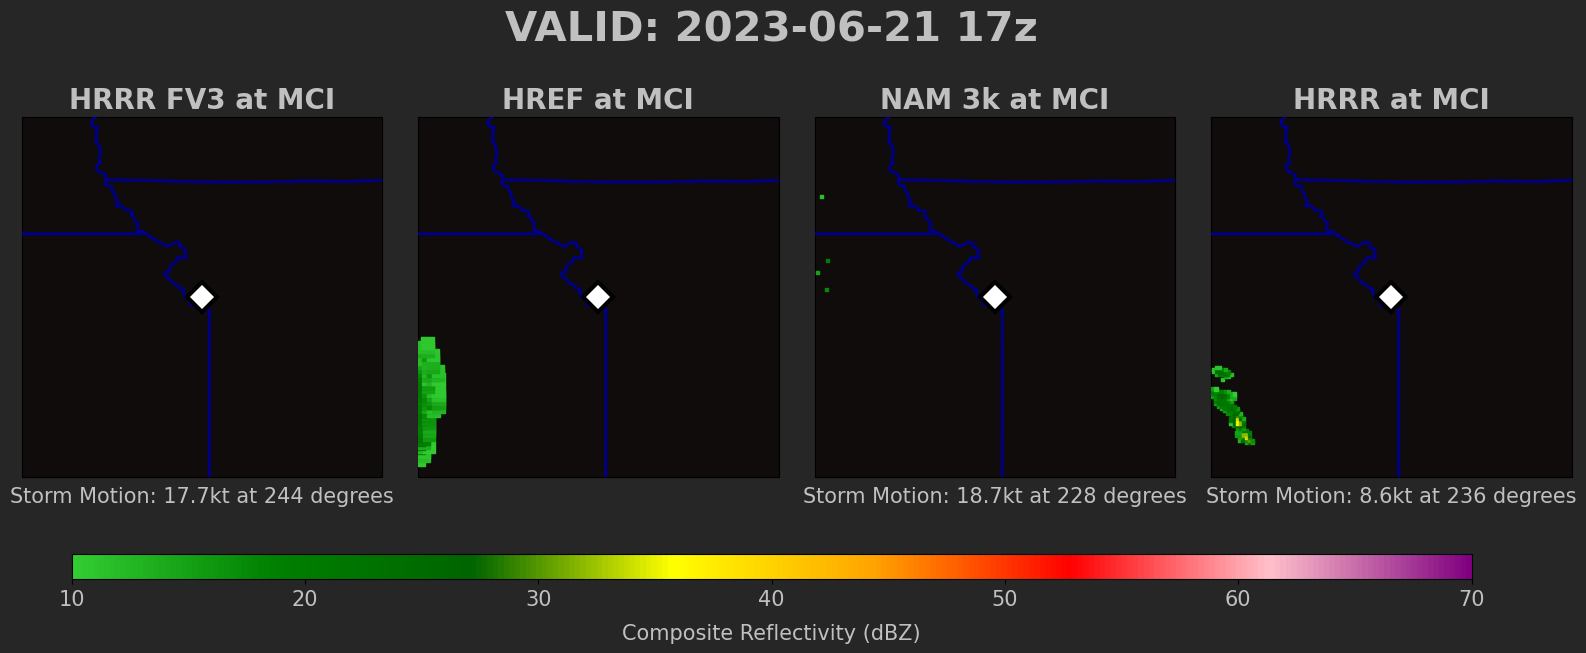 VALID: 2023-06-21 17z
HRRR FV3 at MCI
HREF at MCI
NAM 3k at MCI
HRRR at MCI
Storm Motion: 17.7kt at 244 degrees
Storm Motion: 18.7kt at 228 degrees
Storm Motion: 8.6kt at 236 degrees
10 20 30 40 50 60 70
Composite Reflectivity (dBZ)